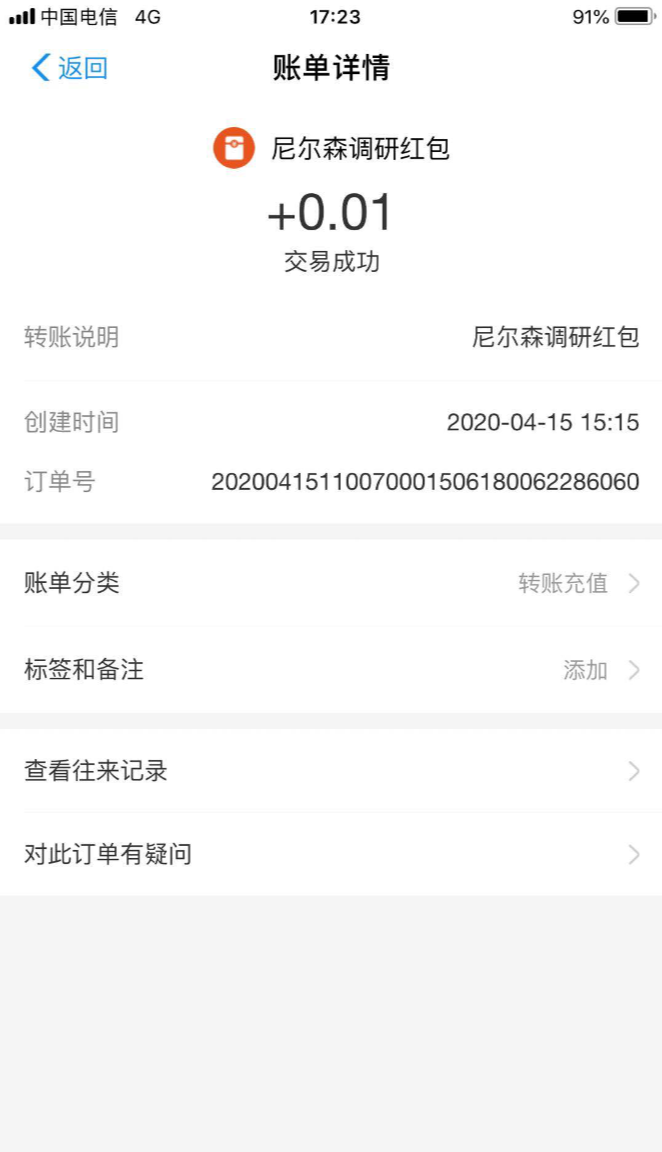 中国电信 4G 17:23 91%
返回 账单详情
尼尔森调研红包
+0.01
交易成功
转账说明 尼尔森调研红包
创建时间 2020-04-15 15:15
订单号 20200415110070001506180062286060
账单分类 转账充值
标签和备注 添加
查看往来记录
对此订单有疑问